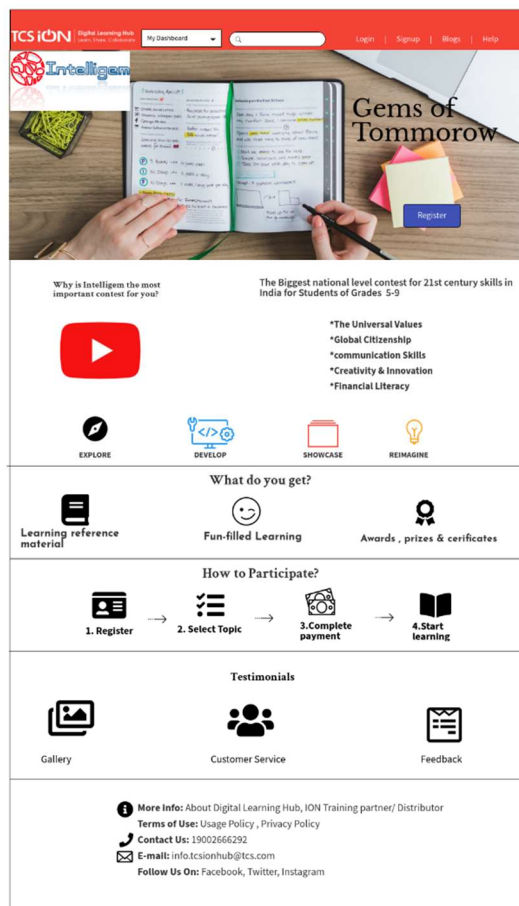 TCS iON Digital Learning Hub
Learn, Share, Collaborate
My Dashboard
Login | Signup | Blogs | Help
Intelligem
Gems of
Tommorow
Register
Why is Intelligem the most
important contest for you?
The Biggest national level contest for 21st century skills in
India for Students of Grades 5-9
*The Universal Values
*Global Citizenship
*communication Skills
*Creativity & Innovation
*Financial Literacy
EXPLORE
DEVELOP
SHOWCASE
REIMAGINE
What do you get?
Learning reference
material
Fun-filled Learning
Awards , prizes & cerificates
How to Participate?
1. Register
2. Select Topic
3.Complete
payment
4.Start
learning
Testimonials
Gallery
Customer Service
Feedback
More Info: About Digital Learning Hub, ION Training partner/ Distributor
Terms of Use: Usage Policy , Privacy Policy
Contact Us: 19002666292
E-mail: info.tcsionhub@tcs.com
Follow Us On: Facebook, Twitter, Instagram